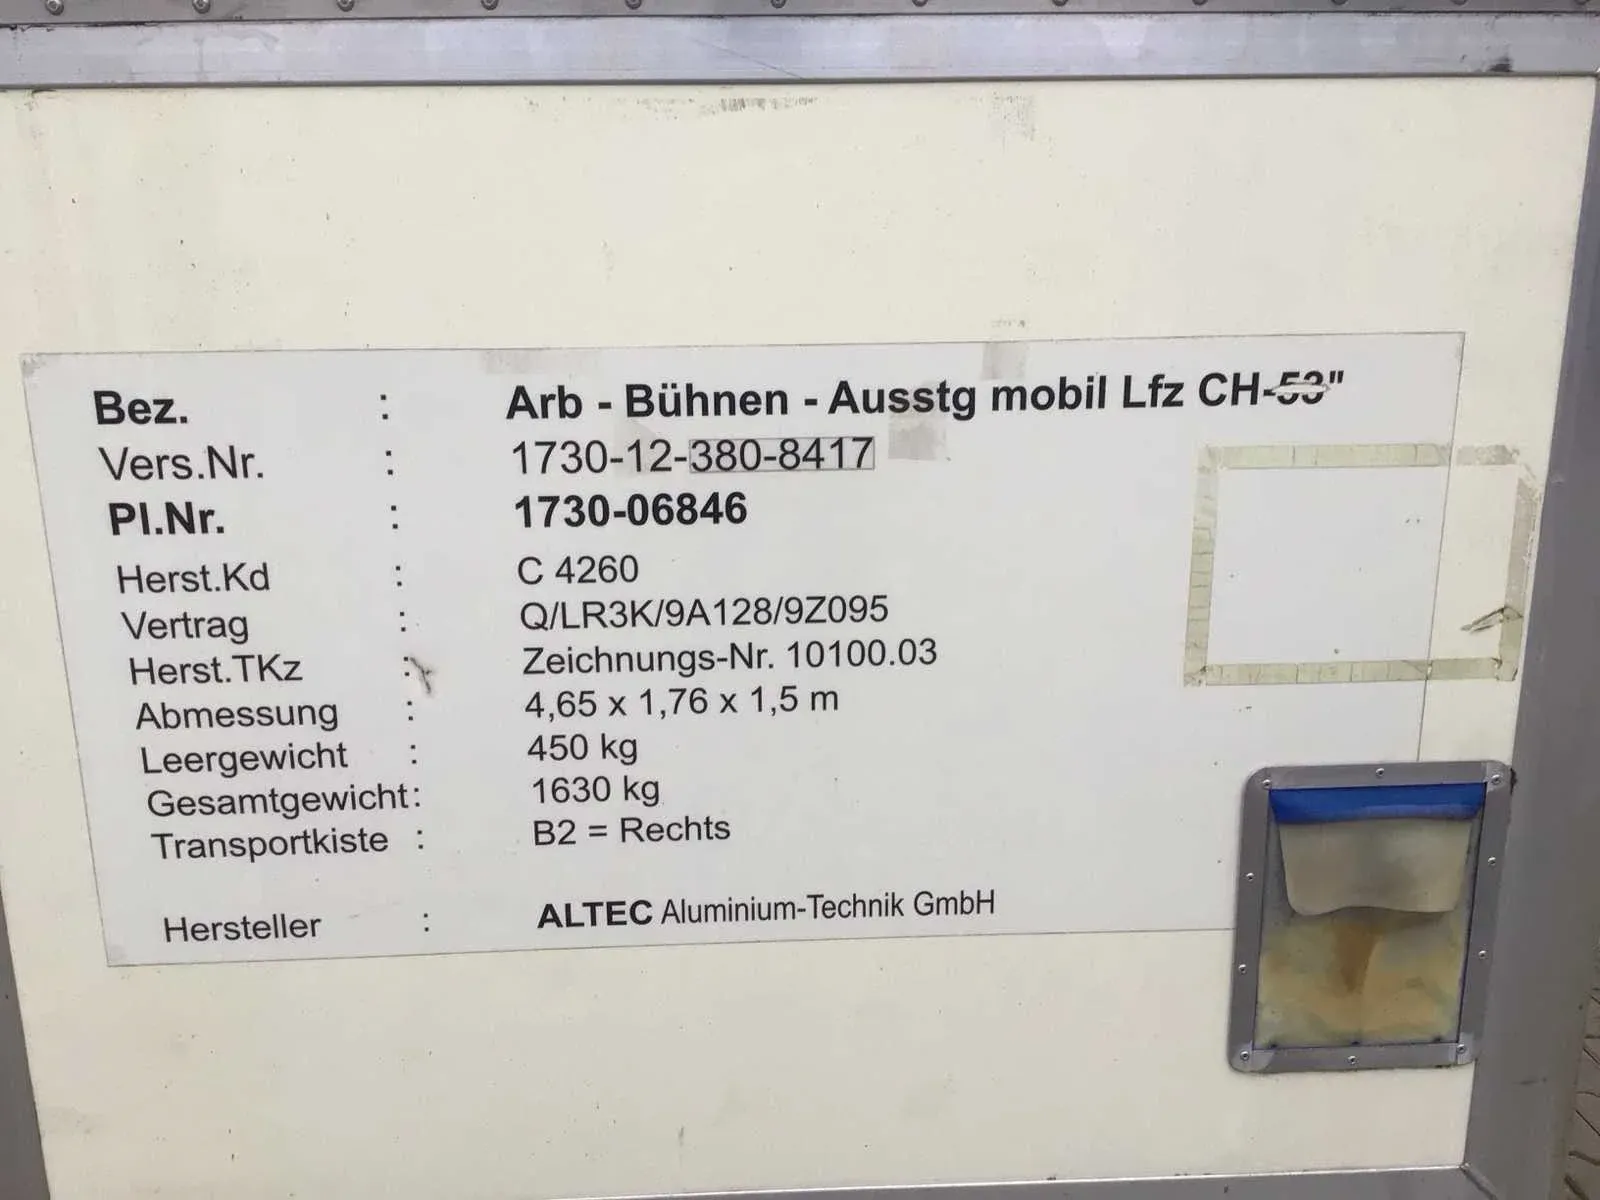 Bez. : Arb - Bühnen - Ausstg mobil Lfz CH-53"
Vers.Nr. : 1730-12-380-8417
Pl.Nr. : 1730-06846
Herst.Kd : C 4260
Vertrag : Q/LR3K/9A128/9Z095
Herst.TKz : Zeichnungs-Nr. 10100.03
Abmessung : 4,65 x 1,76 x 1,5 m
Leergewicht : 450 kg
Gesamtgewicht: 1630 kg
Transportkiste : B2 = Rechts
Hersteller : ALTEC Aluminium-Technik GmbH